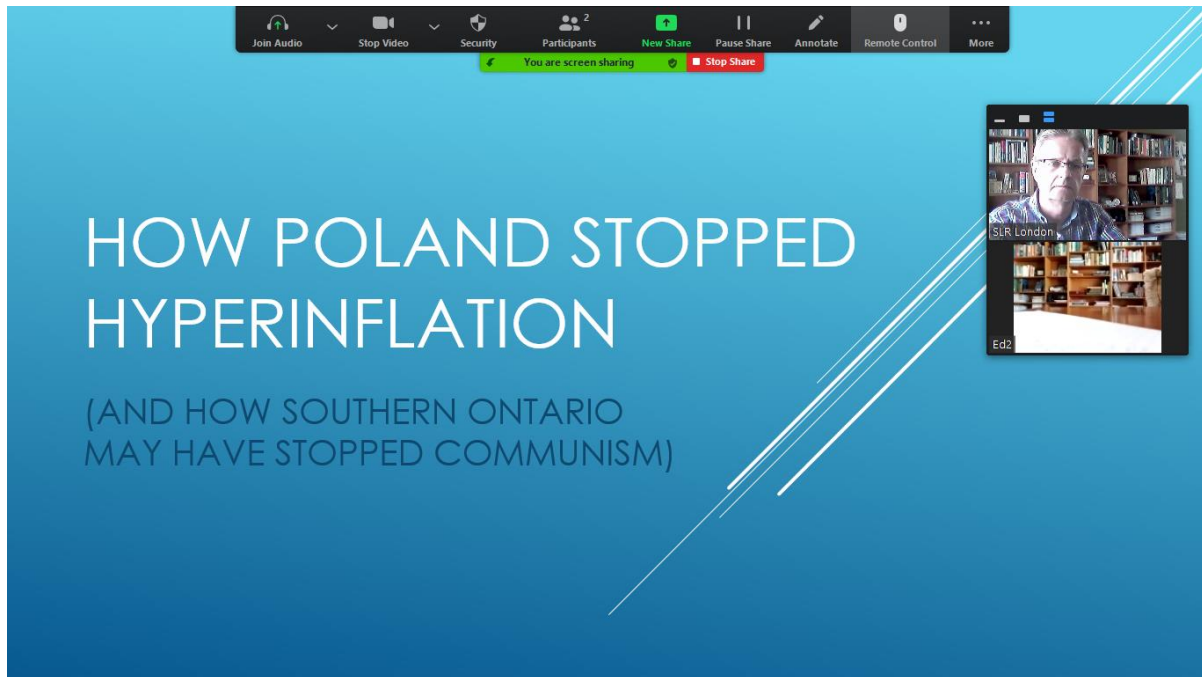 2
Join Audio
Stop Video
Security
Participants
New Share
Pause Share
Annotate
Remote Control
More
You are screen sharing
Stop Share
HOW POLAND STOPPED
HYPERINFLATION
(AND HOW SOUTHERN ONTARIO
MAY HAVE STOPPED COMMUNISM)
SLR London
Ed2